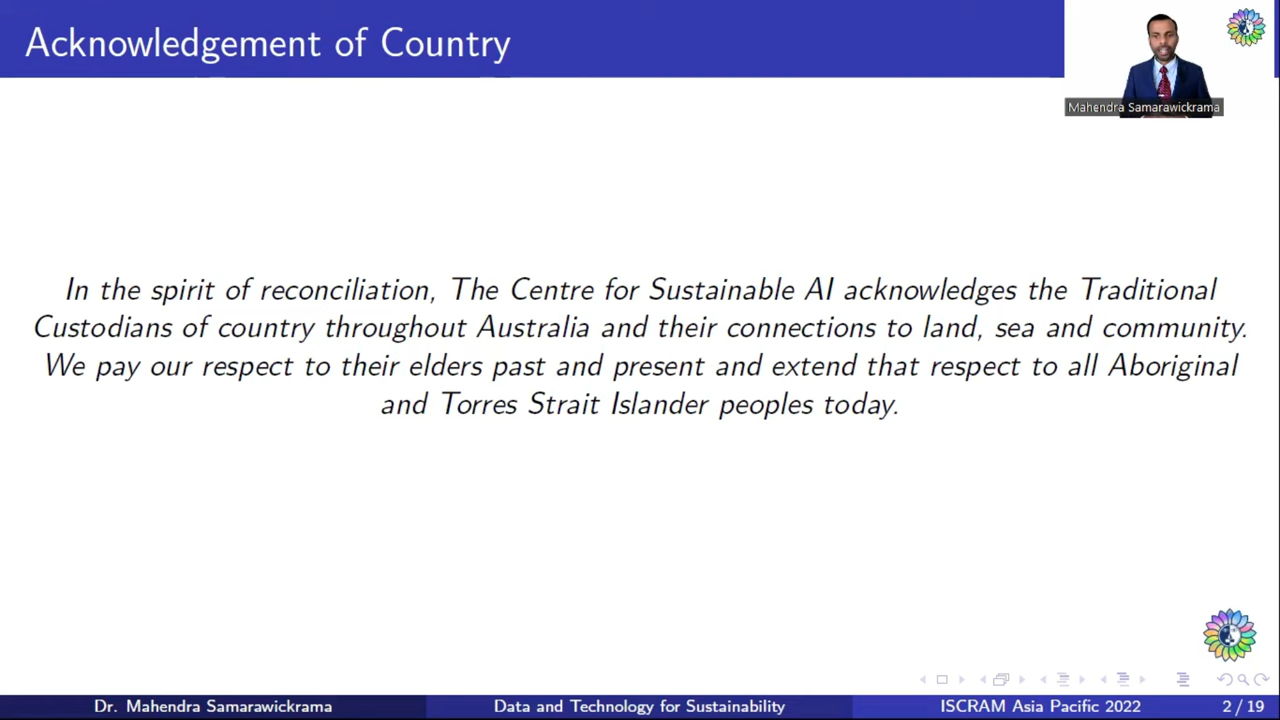 Acknowledgement of Country
Mahendra Samarawickrama
In the spirit of reconciliation, The Centre for Sustainable AI acknowledges the Traditional
Custodians of country throughout Australia and their connections to land, sea and community.
We pay our respect to their elders past and present and extend that respect to all Aboriginal
and Torres Strait Islander peoples today.
Dr. Mahendra Samarawickrama
Data and Technology for Sustainability
ISCRAM Asia Pacific 2022
2 / 19